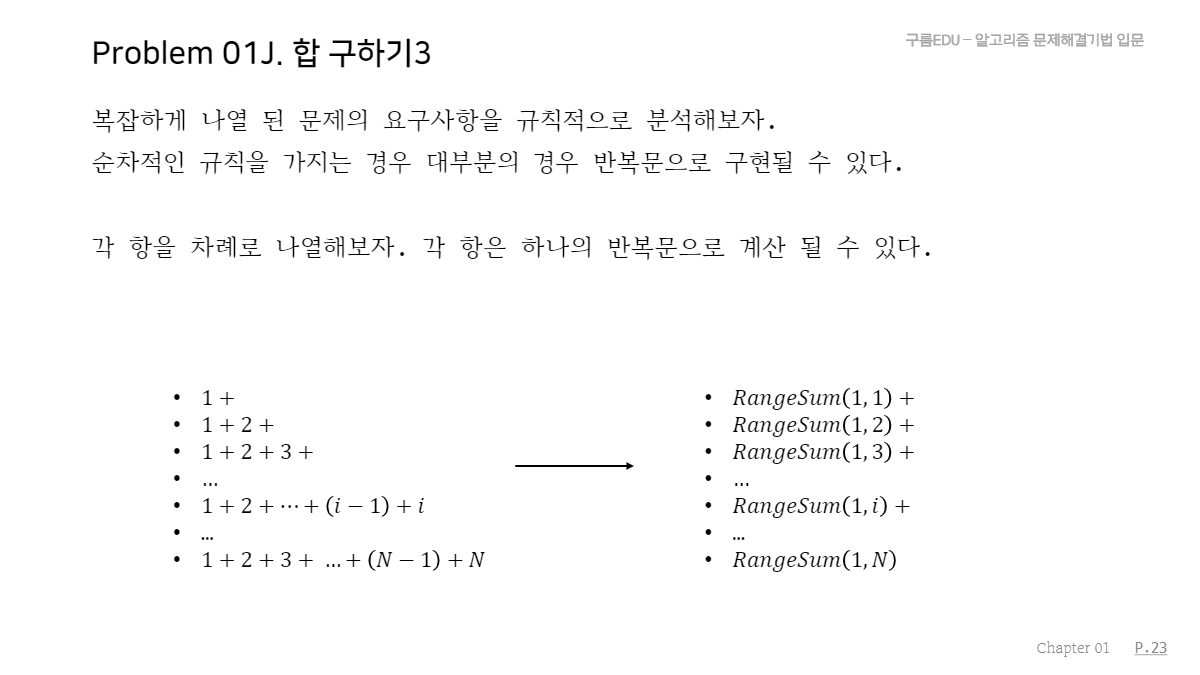 Problem 01J. 합 구하기3
구름EDU – 알고리즘 문제해결기법 입문
복잡하게 나열 된 문제의 요구사항을 규칙적으로 분석해보자.
순차적인 규칙을 가지는 경우 대부분의 경우 반복문으로 구현될 수 있다.
각 항을 차례로 나열해보자. 각 항은 하나의 반복문으로 계산 될 수 있다.
• 1 +
• 1 + 2 +
• 1 + 2 + 3 +
• …
• 1 + 2 + ⋯ + (i − 1) + i
• …
• 1 + 2 + 3 + … + (N − 1) + N
• RangeSum(1, 1) +
• RangeSum(1, 2) +
• RangeSum(1, 3) +
• …
• RangeSum(1, i) +
• …
• RangeSum(1, N)
Chapter 01 P.23